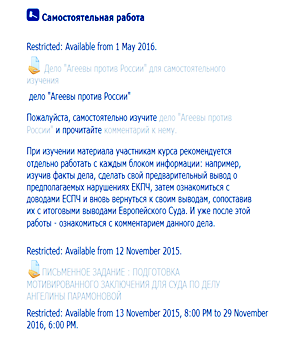 Самостоятельная работа
Restricted: Available from 1 May 2016.
Дело "Агеевы против России" для самостоятельного
изучения
дело "Агеевы против России"
Пожалуйста, самостоятельно изучите дело "Агеевы против
России" и прочитайте комментарий к нему.
При изучении материала участникам курса рекомендуется
отдельно работать с каждым блоком информации: например,
изучив факты дела, сделать свой предварительный вывод о
предполагаемых нарушениях ЕКПЧ, затем ознакомиться с
доводами ЕСПЧ и вновь вернуться к своим выводам, сопоставив
их с итоговыми выводами Европейского Суда. И уже после этой
работы - ознакомиться с комментарием данного дела.
Restricted: Available from 12 November 2015.
ПИСЬМЕННОЕ ЗАДАНИЕ : ПОДГОТОВКА
МОТИВИРОВАННОГО ЗАКЛЮЧЕНИЯ ДЛЯ СУДА ПО ДЕЛУ
АНГЕЛИНЫ ПАРАМОНОВОЙ
Restricted: Available from 13 November 2015, 8:00 PM to 29 November
2016, 6:00 PM.